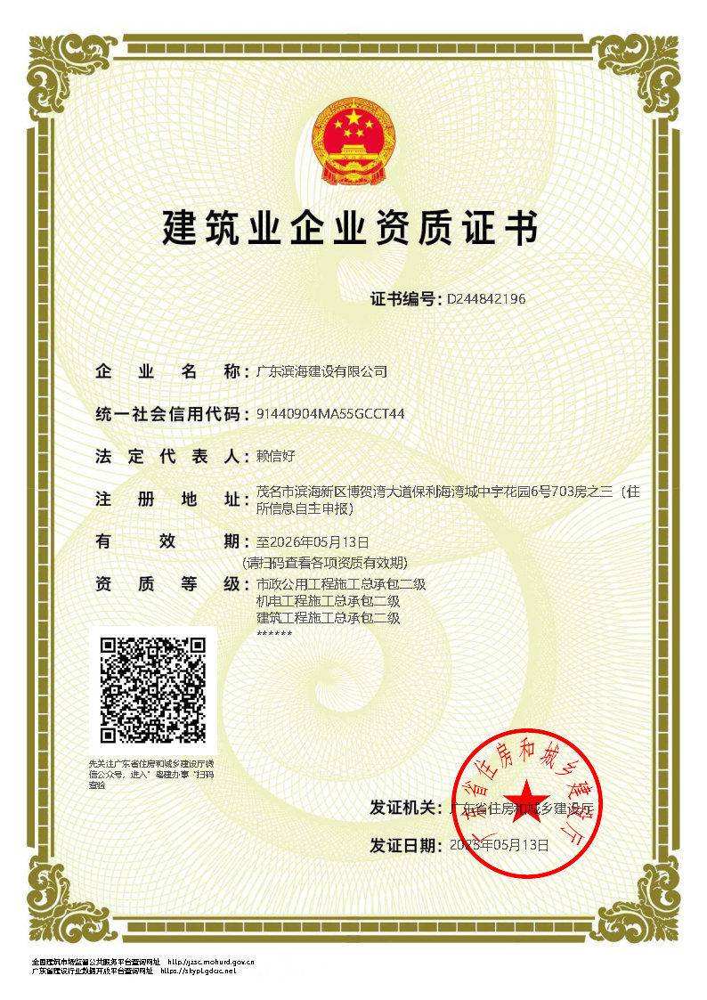 建筑业企业资质证书
证书编号：D244842196
企业名称：广东滨海建设有限公司
统一社会信用代码：91440904MA55GCCT44
法定代表人：赖信好
注册地址：茂名市滨海新区博贺湾大道保利海湾城中宇花园6号703房之三（住
所信息自主申报）
有效期：至2026年05月13日
(请扫码查看各项资质有效期)
资质等级：市政公用工程施工总承包二级
机电工程施工总承包二级
建筑工程施工总承包二级
******
先关注广东省住房和城乡建设厅微
信公众号，进入“粤建办事“扫码
查验
广东省住房和城乡建设厅
发证机关：广东省住房和城乡建设厅
发证日期：2025年05月13日
全国建筑市场监管公共服务平台查询网址 http://jzsc.mohurd.gov.cn
广东省建设行业数据开放平台查询网址 https://skypt.gdcic.net